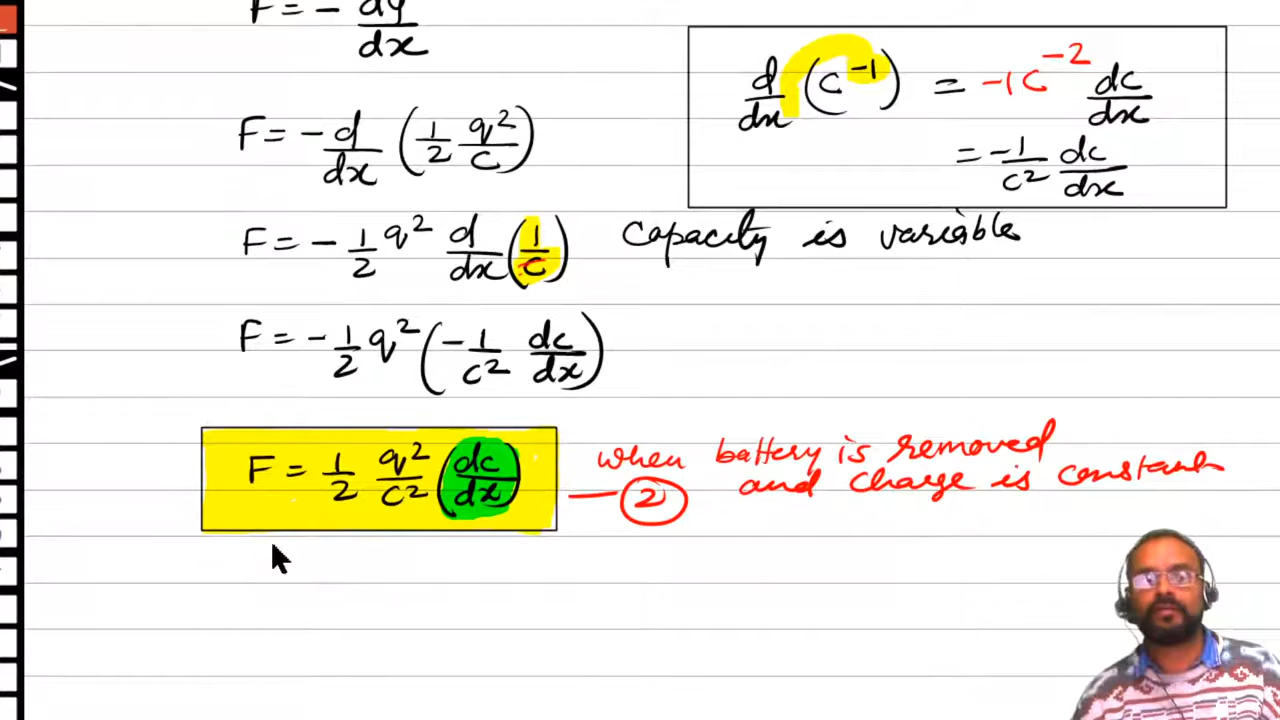 F = - dy/dx
d/dx (c^-1) = -1c^-2 dc/dx
= -1/c² dc/dx
F = - d/dx (1/2 q²/c)
F = - 1/2 q² d/dx (1/c) Capacity is variable
F = - 1/2 q² (- 1/c² dc/dx)
F = 1/2 q²/c² (dc/dx)
when battery is removed
and charge is constant
— 2